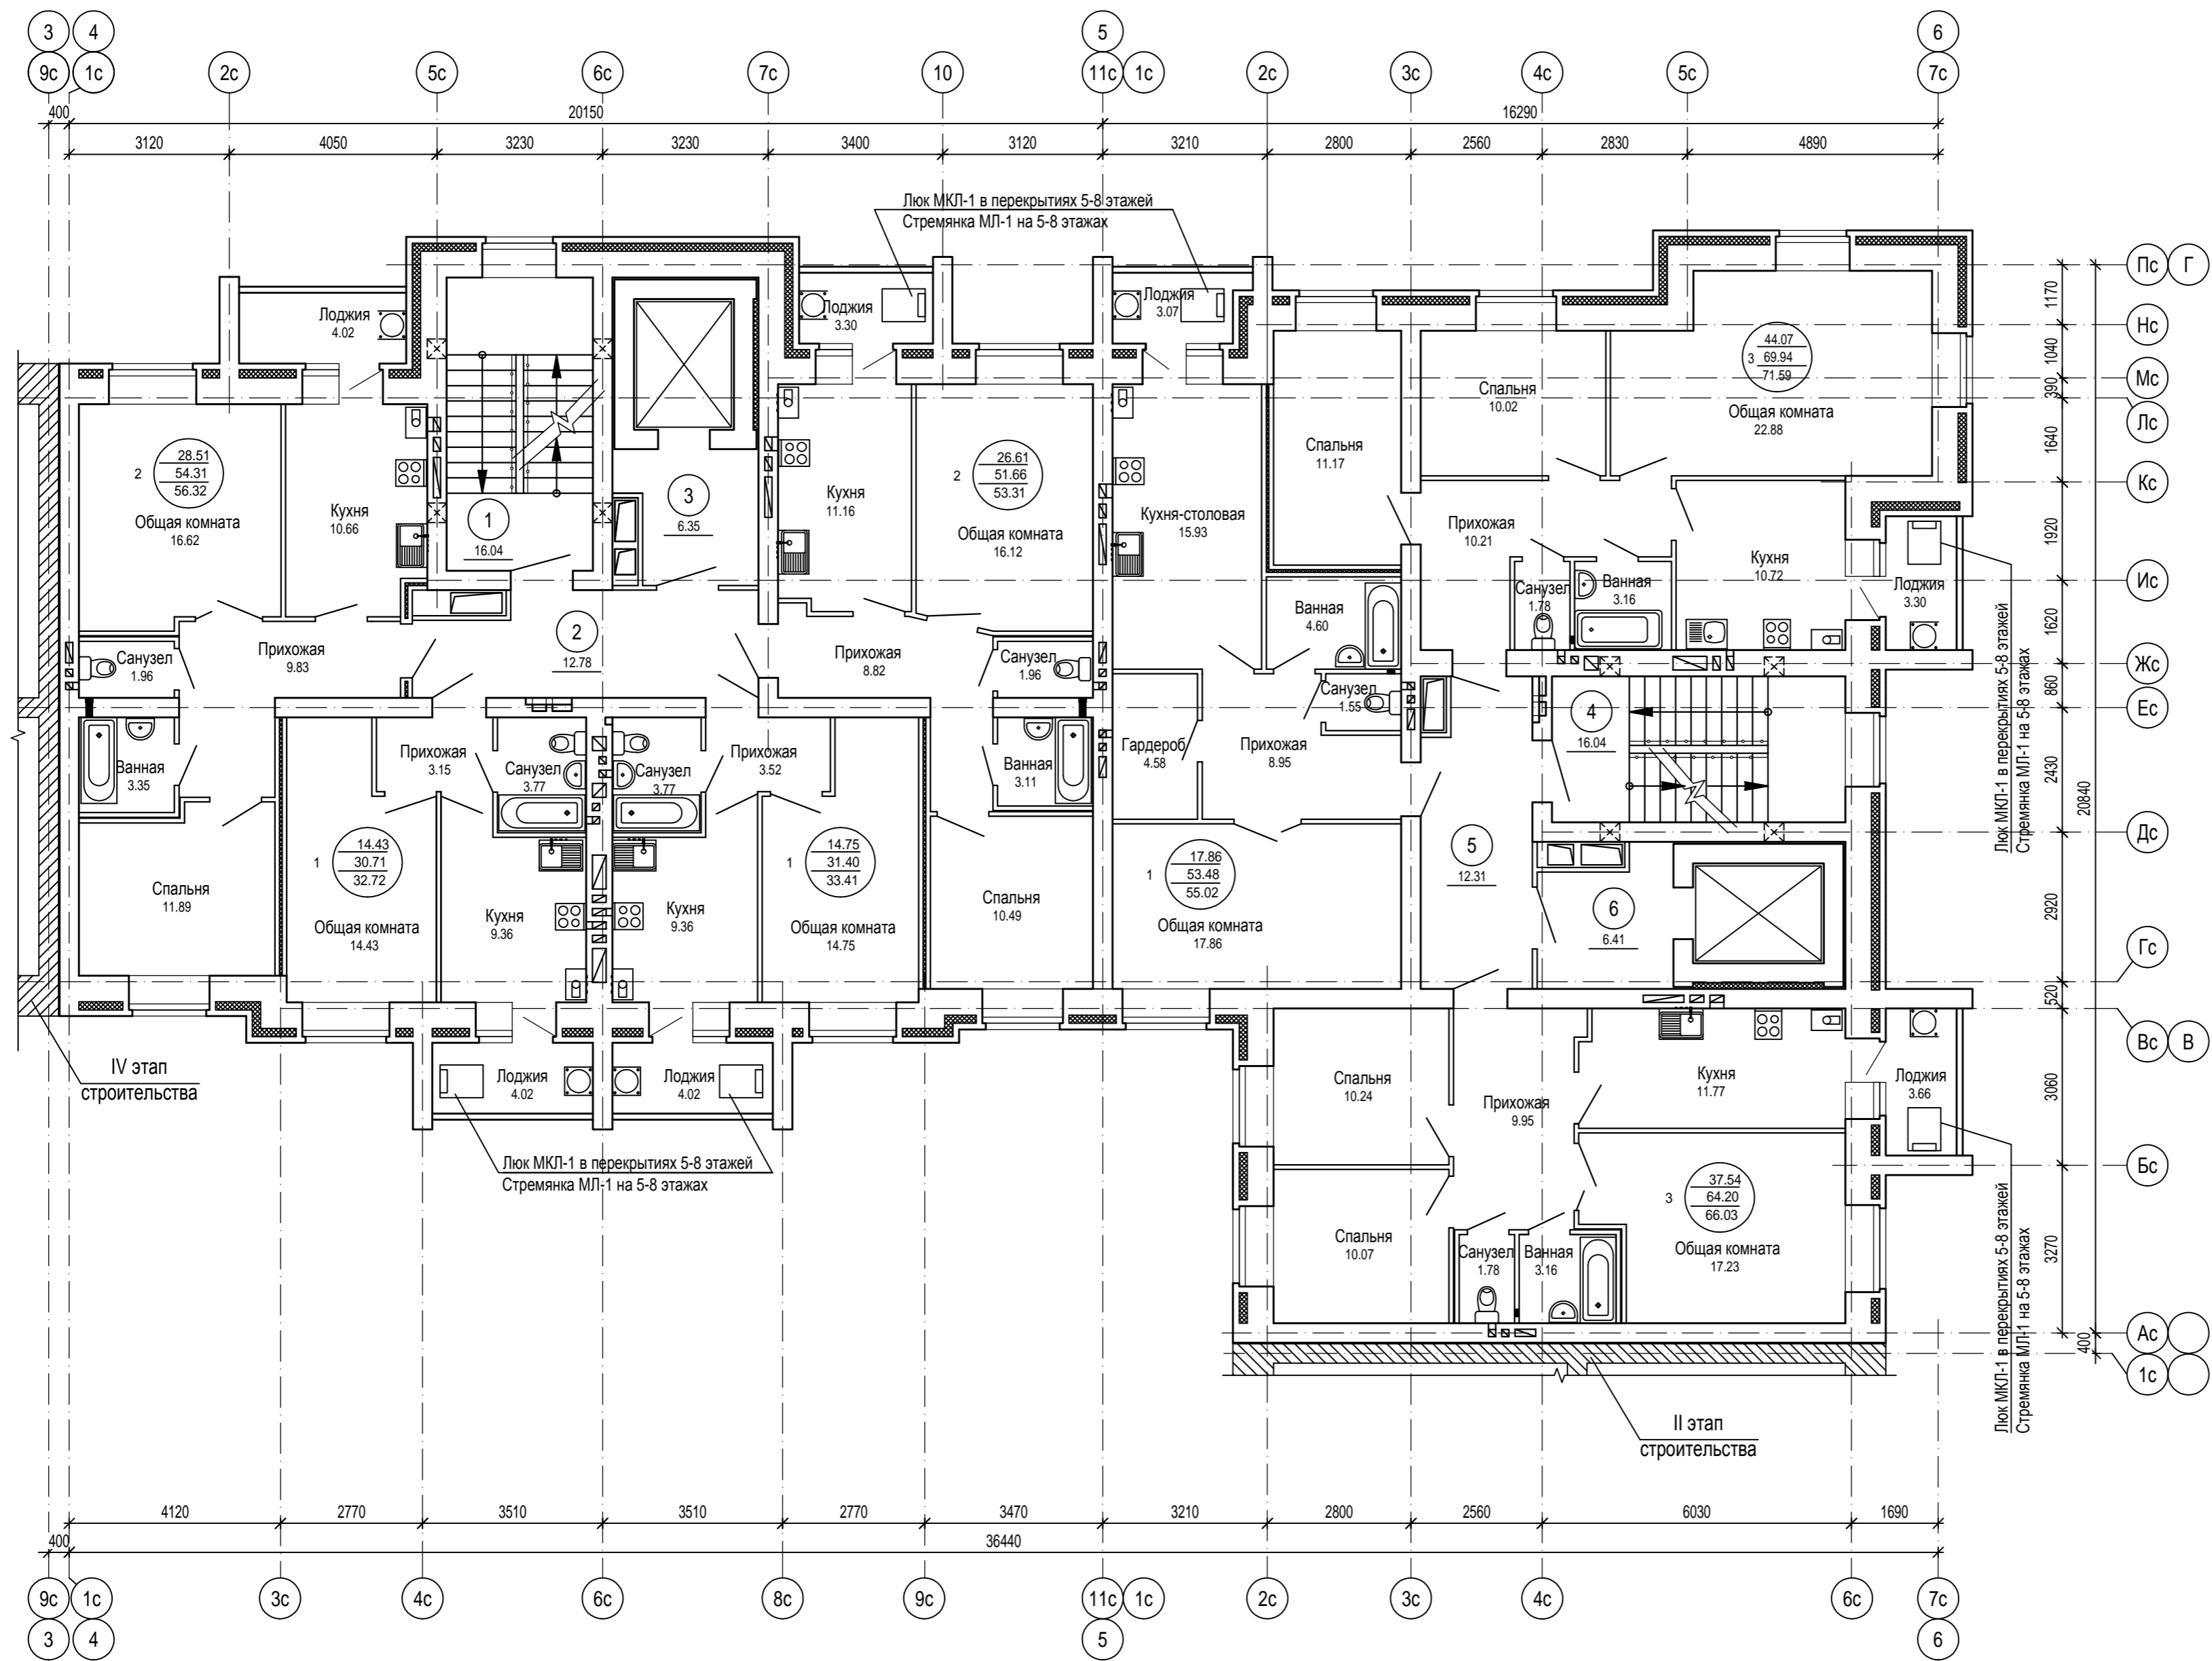 3 4 5 6
9с 1с 2с 5с 6с 7с 10 11с 1с 2с 3с 4с 5с 7с
400 20150 16290
3120 4050 3230 3230 3400 3120 3210 2800 2560 2830 4890
Люк МКЛ-1 в перекрытиях 5-8 этажей
Стремянка МЛ-1 на 5-8 этажах
Лоджия
4.02
Лоджия
3.30
Лоджия
3.07
2
28.51
54.31
56.32
Общая комната
16.62
Кухня
10.66
1
16.04
3
6.35
Кухня
11.16
2
26.61
51.66
53.31
Общая комната
16.12
Кухня-столовая
15.93
Спальня
11.17
Спальня
10.02
3
44.07
69.94
71.59
Общая комната
22.88
Прихожая
10.21
Санузел
1.78
Ванная
3.16
Кухня
10.72
Лоджия
3.30
Санузел
1.96
Прихожая
9.83
2
12.78
Прихожая
8.82
Санузел
1.96
Ванная
4.60
Санузел
1.55
4
16.04
Ванная
3.35
Прихожая
3.15
Санузел
3.77
Санузел
3.77
Прихожая
3.52
Ванная
3.11
Гардероб
4.58
Прихожая
8.95
Спальня
11.89
1
14.43
30.71
32.72
Общая комната
14.43
Кухня
9.36
Кухня
9.36
1
14.75
31.40
33.41
Общая комната
14.75
Спальня
10.49
1
17.86
53.48
55.02
Общая комната
17.86
5
12.31
6
6.41
IV этап
строительства
Лоджия
4.02
Лоджия
4.02
Люк МКЛ-1 в перекрытиях 5-8 этажей
Стремянка МЛ-1 на 5-8 этажах
Спальня
10.24
Прихожая
9.95
Кухня
11.77
Лоджия
3.66
Спальня
10.07
Санузел
1.78
Ванная
3.16
3
37.54
64.20
66.03
Общая комната
17.23
II этап
строительства
Люк МКЛ-1 в перекрытиях 5-8 этажей
Стремянка МЛ-1 на 5-8 этажах
Люк МКЛ-1 в перекрытиях 5-8 этажей
Стремянка МЛ-1 на 5-8 этажах
1170
1040
390
1640
1920
1620
860
2430
2920
520
3060
3270
20840
400
Пс Г
Нс
Мс
Лс
Кс
Ис
Жс
Ес
Дс
Гс
Вс В
Бс
Ас
1с
4120 2770 3510 3510 2770 3470 3210 2800 2560 6030 1690
400 36440
9с 1с 3с 4с 6с 8с 9с 11с 1с 2с 3с 4с 6с 7с
3 4 5 6